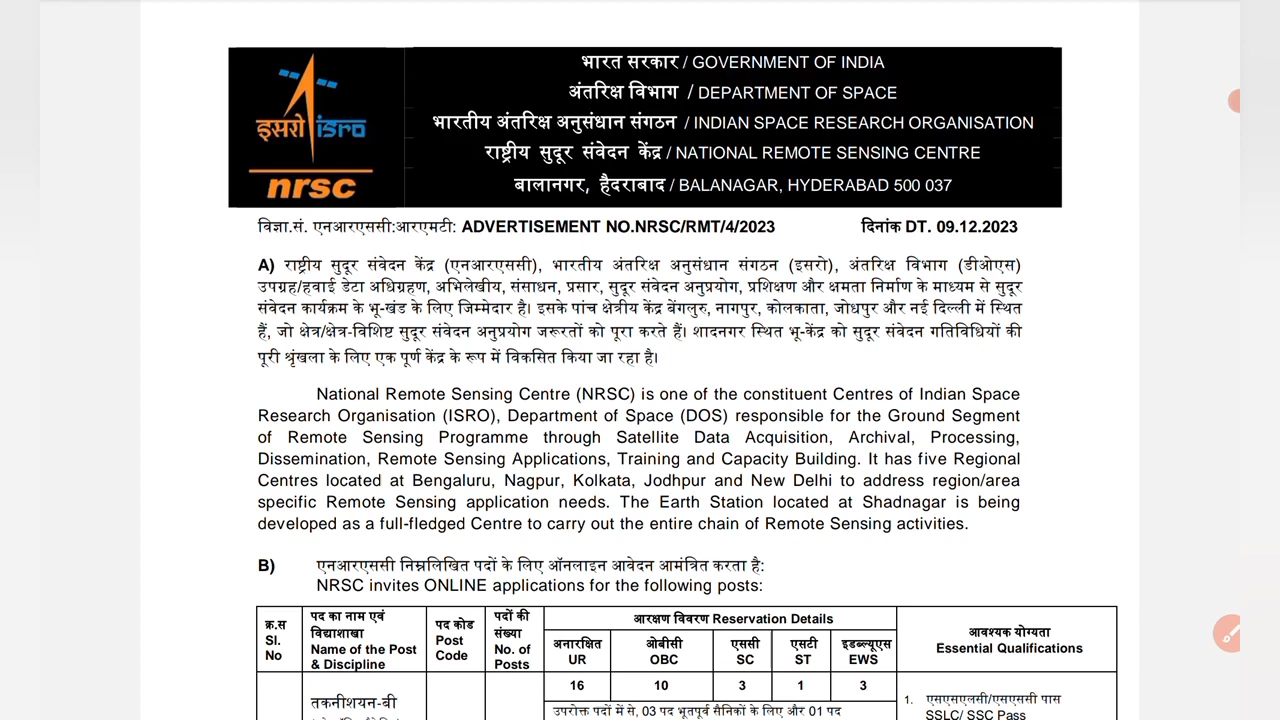 भारत सरकार / GOVERNMENT OF INDIA
अंतरिक्ष विभाग / DEPARTMENT OF SPACE
भारतीय अंतरिक्ष अनुसंधान संगठन / INDIAN SPACE RESEARCH ORGANISATION
राष्ट्रीय सुदूर संवेदन केंद्र / NATIONAL REMOTE SENSING CENTRE
बालानगर, हैदराबाद / BALANAGAR, HYDERABAD 500 037
इसरो isro
nrsc
विज्ञा.सं. एनआरएससी:आरएमटी: ADVERTISEMENT NO.NRSC/RMT/4/2023 दिनांक DT. 09.12.2023
A) राष्ट्रीय सुदूर संवेदन केंद्र (एनआरएससी), भारतीय अंतरिक्ष अनुसंधान संगठन (इसरो), अंतरिक्ष विभाग (डीओएस)
उपग्रह/हवाई डेटा अधिग्रहण, अभिलेखीय, संसाधन, प्रसार, सुदूर संवेदन अनुप्रयोग, प्रशिक्षण और क्षमता निर्माण के माध्यम से सुदूर
संवेदन कार्यक्रम के भू-खंड के लिए जिम्मेदार है। इसके पांच क्षेत्रीय केंद्र बेंगलुरु, नागपुर, कोलकाता, जोधपुर और नई दिल्ली में स्थित
हैं, जो क्षेत्र/क्षेत्र-विशिष्ट सुदूर संवेदन अनुप्रयोग जरूरतों को पूरा करते हैं। शादनगर स्थित भू-केंद्र को सुदूर संवेदन गतिविधियों की
पूरी श्रृंखला के लिए एक पूर्ण केंद्र के रूप में विकसित किया जा रहा है।
National Remote Sensing Centre (NRSC) is one of the constituent Centres of Indian Space
Research Organisation (ISRO), Department of Space (DOS) responsible for the Ground Segment
of Remote Sensing Programme through Satellite Data Acquisition, Archival, Processing,
Dissemination, Remote Sensing Applications, Training and Capacity Building. It has five Regional
Centres located at Bengaluru, Nagpur, Kolkata, Jodhpur and New Delhi to address region/area
specific Remote Sensing application needs. The Earth Station located at Shadnagar is being
developed as a full-fledged Centre to carry out the entire chain of Remote Sensing activities.
B) एनआरएससी निम्नलिखित पदों के लिए ऑनलाइन आवेदन आमंत्रित करता है:
NRSC invites ONLINE applications for the following posts:
क्र.स
Sl.
No
पद का नाम एवं
विद्याशाखा
Name of the Post
& Discipline
पद कोड
Post
Code
पदों की
संख्या
No. of
Posts
आरक्षण विवरण Reservation Details
अनारक्षित
UR
ओबीसी
OBC
एससी
SC
एसटी
ST
इडब्ल्यूएस
EWS
आवश्यक योग्यता
Essential Qualifications
तकनीशयन-बी
16 10 3 1 3
उपरोक्त पदों में से, 03 पद भूतपूर्व सैनिकों के लिए और 01 पद
1. एसएसएलसी/एसएससी पास
SSLC/ SSC Pass